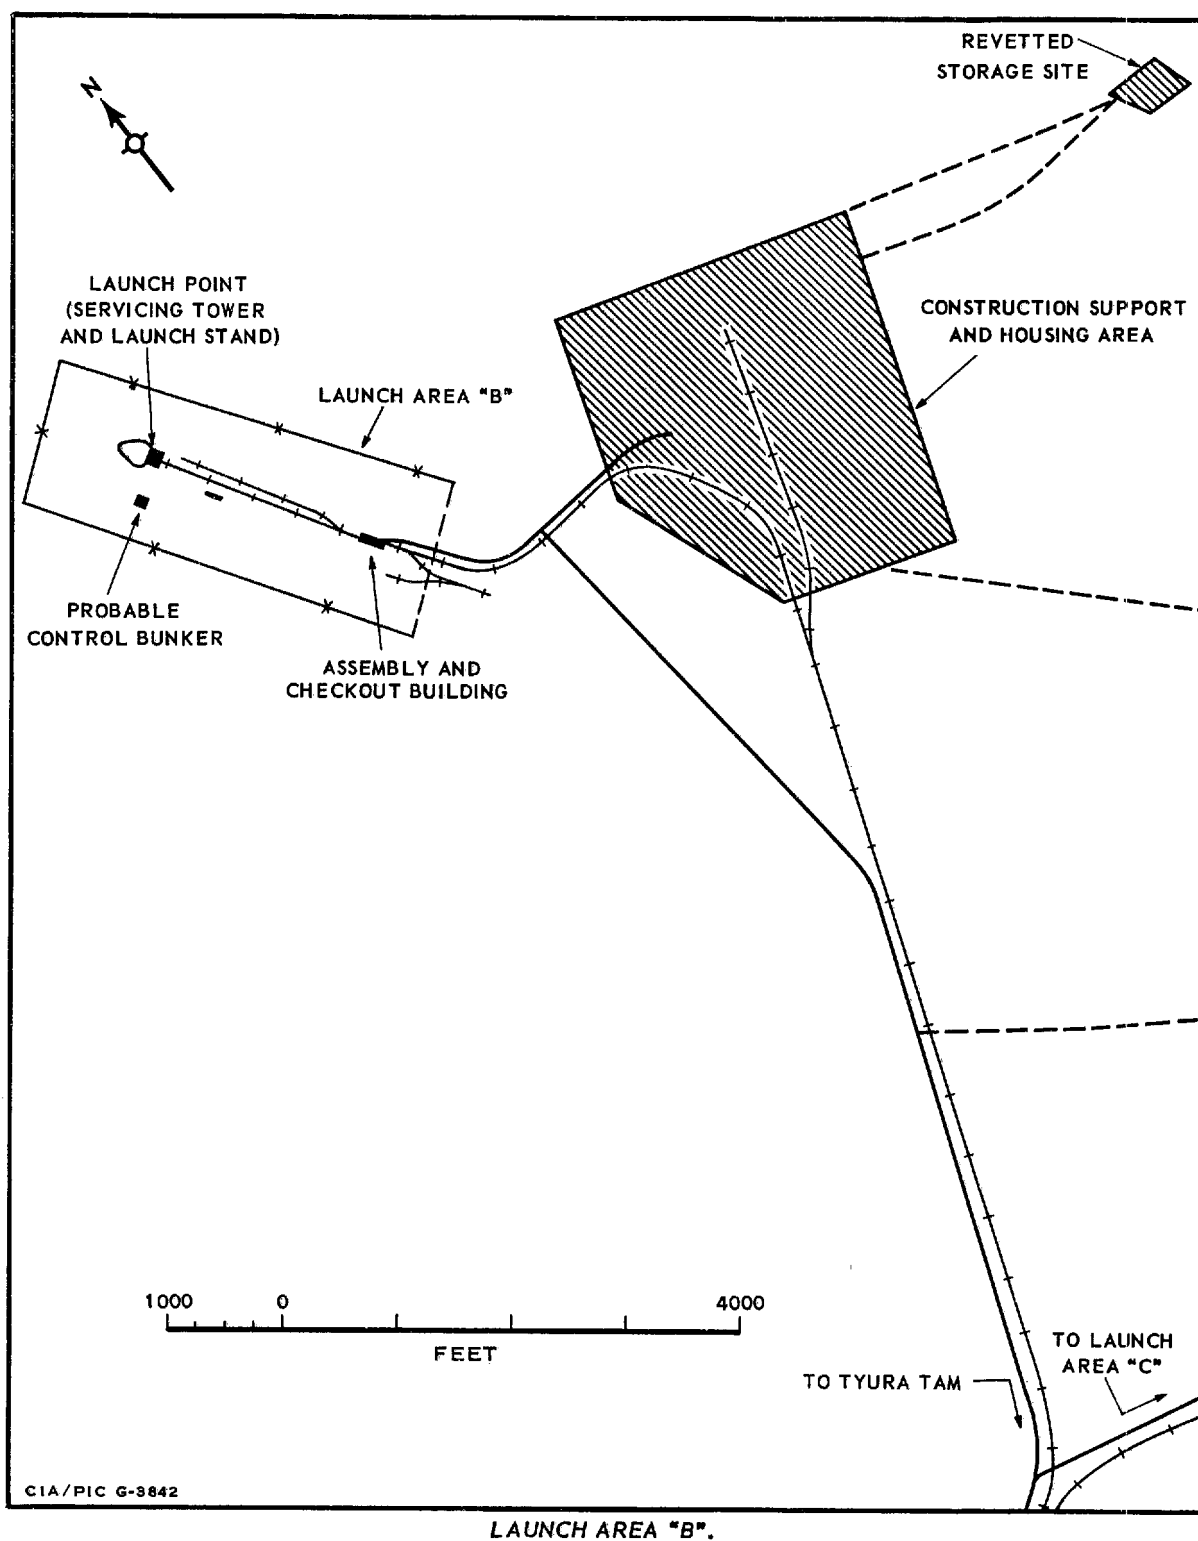 REVETTED
STORAGE SITE
N
LAUNCH POINT
(SERVICING TOWER
AND LAUNCH STAND)
CONSTRUCTION SUPPORT
AND HOUSING AREA
LAUNCH AREA "B"
PROBABLE
CONTROL BUNKER
ASSEMBLY AND
CHECKOUT BUILDING
1000 0 4000
FEET
TO LAUNCH
AREA "C"
TO TYURA TAM
CIA/PIC G-3842
LAUNCH AREA "B".